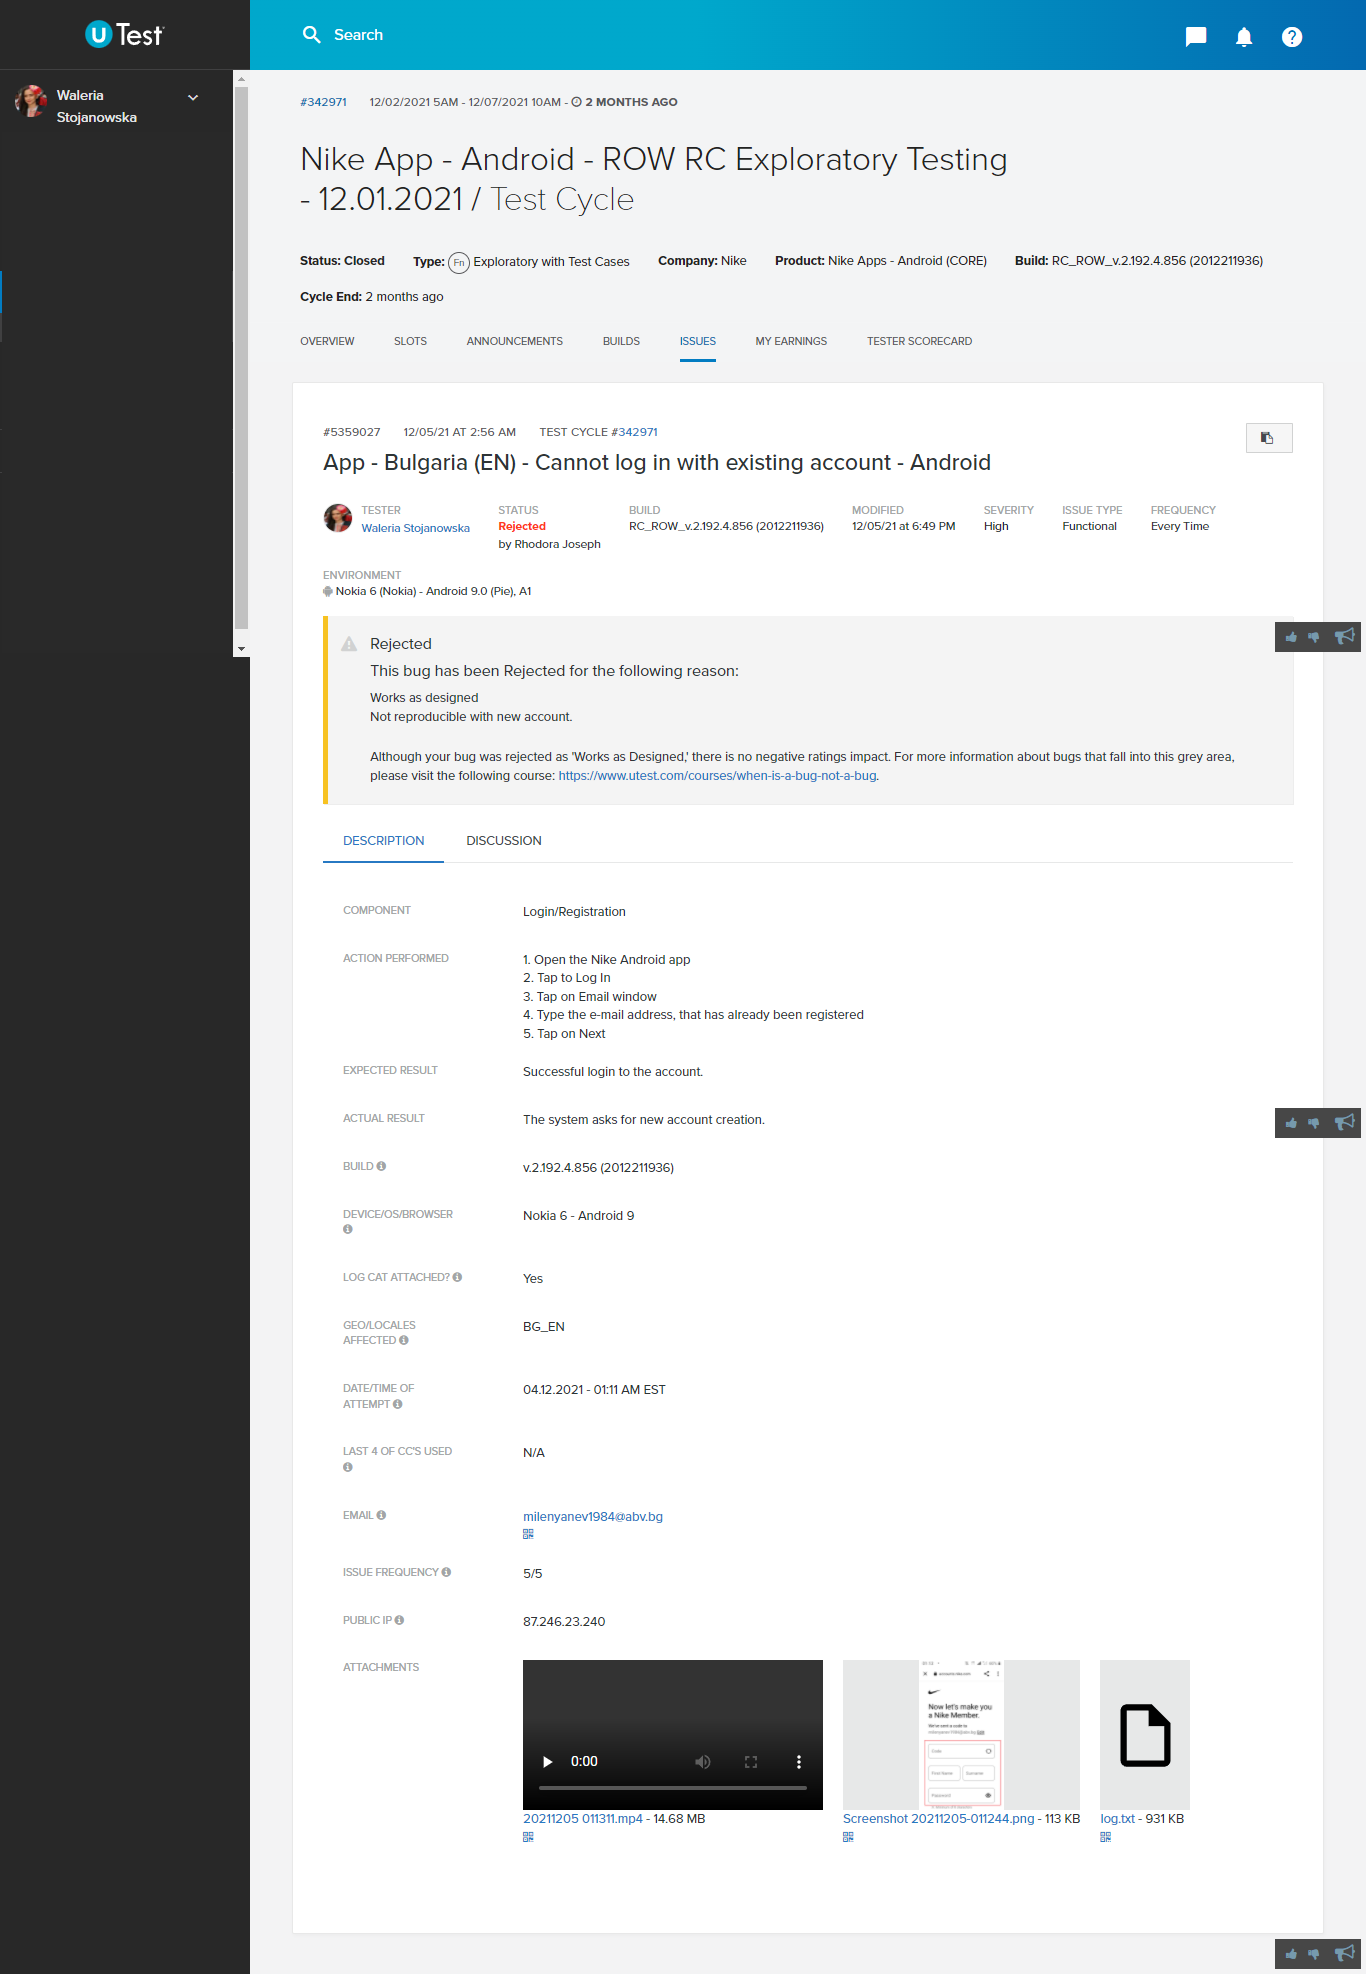 U Test
Search
Waleria
Stojanowska
#342971 12/02/2021 5AM - 12/07/2021 10AM - 2 MONTHS AGO
Nike App - Android - ROW RC Exploratory Testing
- 12.01.2021 / Test Cycle
Status: Closed Type: Fn Exploratory with Test Cases Company: Nike Product: Nike Apps - Android (CORE) Build: RC_ROW_v.2.192.4.856 (2012211936)
Cycle End: 2 months ago
OVERVIEW SLOTS ANNOUNCEMENTS BUILDS ISSUES MY EARNINGS TESTER SCORECARD
#5359027 12/05/21 AT 2:56 AM TEST CYCLE #342971
App - Bulgaria (EN) - Cannot log in with existing account - Android
TESTER STATUS BUILD MODIFIED SEVERITY ISSUE TYPE FREQUENCY
Waleria Stojanowska Rejected RC_ROW_v.2.192.4.856 (2012211936) 12/05/21 at 6:49 PM High Functional Every Time
by Rhodora Joseph
ENVIRONMENT
Nokia 6 (Nokia) - Android 9.0 (Pie), A1
Rejected
This bug has been Rejected for the following reason:
Works as designed
Not reproducible with new account.
Although your bug was rejected as 'Works as Designed,' there is no negative ratings impact. For more information about bugs that fall into this grey area,
please visit the following course: https://www.utest.com/courses/when-is-a-bug-not-a-bug.
DESCRIPTION DISCUSSION
COMPONENT Login/Registration
ACTION PERFORMED 1. Open the Nike Android app
2. Tap to Log In
3. Tap on Email window
4. Type the e-mail address, that has already been registered
5. Tap on Next
EXPECTED RESULT Successful login to the account.
ACTUAL RESULT The system asks for new account creation.
BUILD v.2.192.4.856 (2012211936)
DEVICE/OS/BROWSER Nokia 6 - Android 9
LOG CAT ATTACHED? Yes
GEO/LOCALES BG_EN
AFFECTED
DATE/TIME OF 04.12.2021 - 01:11 AM EST
ATTEMPT
LAST 4 OF CC'S USED N/A
EMAIL milenyanev1984@abv.bg
ISSUE FREQUENCY 5/5
PUBLIC IP 87.246.23.240
ATTACHMENTS
Now let's make you
a Nike Member.
We've sent a code to
Code
First Name Surname
Password
0:00
20211205 011311.mp4 - 14.68 MB Screenshot 20211205-011244.png - 113 KB log.txt - 931 KB